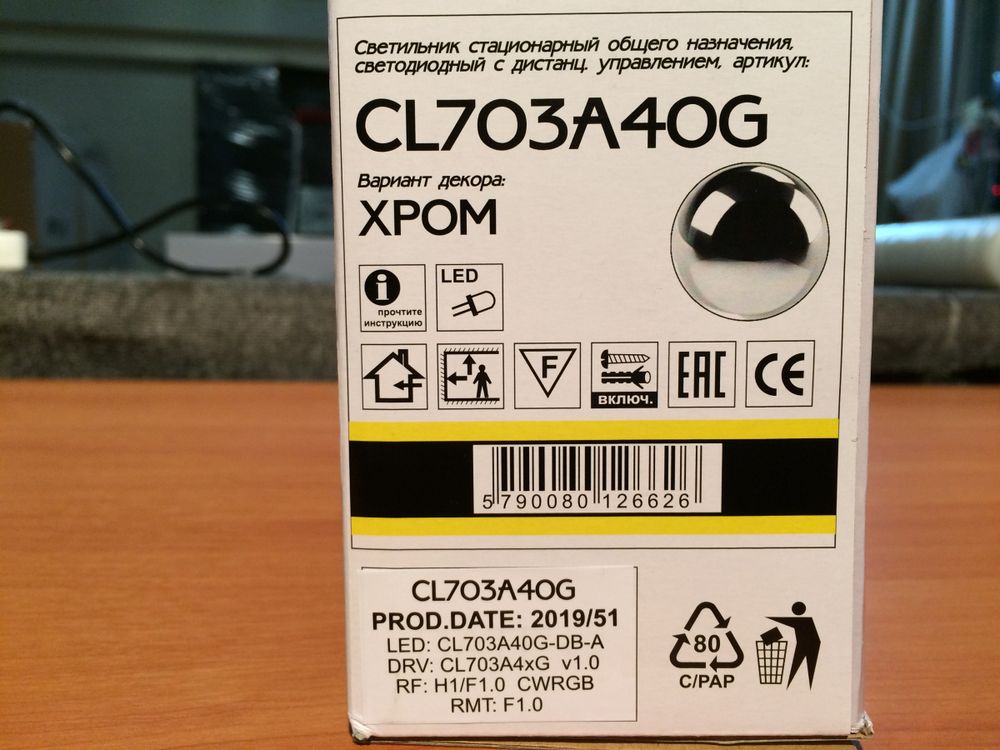 Светильник стационарный общего назначения,
светодиодный с дистанц. управлением, артикул:
CL703A40G
Вариант декора:
ХРОМ
i
прочтите
инструкцию
LED
F
ВКЛЮЧ.
EAC
CE
5 790080 126626
CL703A40G
PROD.DATE: 2019/51
LED: CL703A40G-DB-A
DRV: CL703A4xG v1.0
RF: H1/F1.0 CWRGB
RMT: F1.0
80
C/PAP